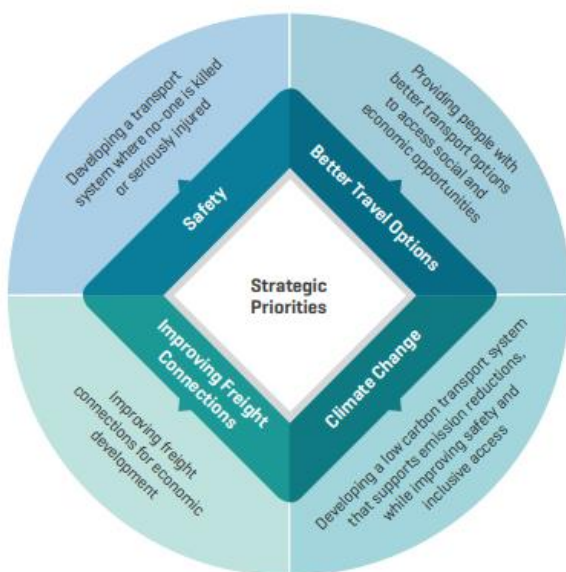 Developing a transport
system where no-one is killed
or seriously injured
Safety
Providing people with
better transport options
to access social and
economic opportunities
Better Travel Options
Strategic
Priorities
Improving Freight
Connections
Improving freight
connections for economic
development
Climate Change
Developing a low carbon transport system
that supports emission reductions,
while improving safety and
inclusive access